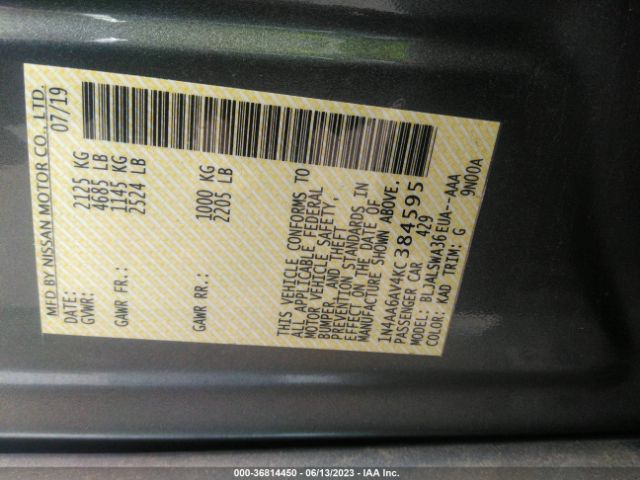 MFD BY NISSAN MOTOR CO., LTD.
DATE: 07/19
GVWR: 2125 KG
4685 LB
GAWR FR.: 1145 KG
2524 LB
GAWR RR.: 1000 KG
2205 LB
THIS VEHICLE CONFORMS TO
ALL APPLICABLE FEDERAL
MOTOR VEHICLE SAFETY,
BUMPER, AND THEFT
PREVENTION STANDARDS IN
EFFECT ON THE DATE OF
MANUFACTURE SHOWN ABOVE.
1N4AA6AV4KC384595
PASSENGER CAR 429
MODEL: BLJALSWA36EUA--AAA
COLOR: KAD TRIM: G 9N00A
000-36814450 - 06/13/2023 - IAA Inc.